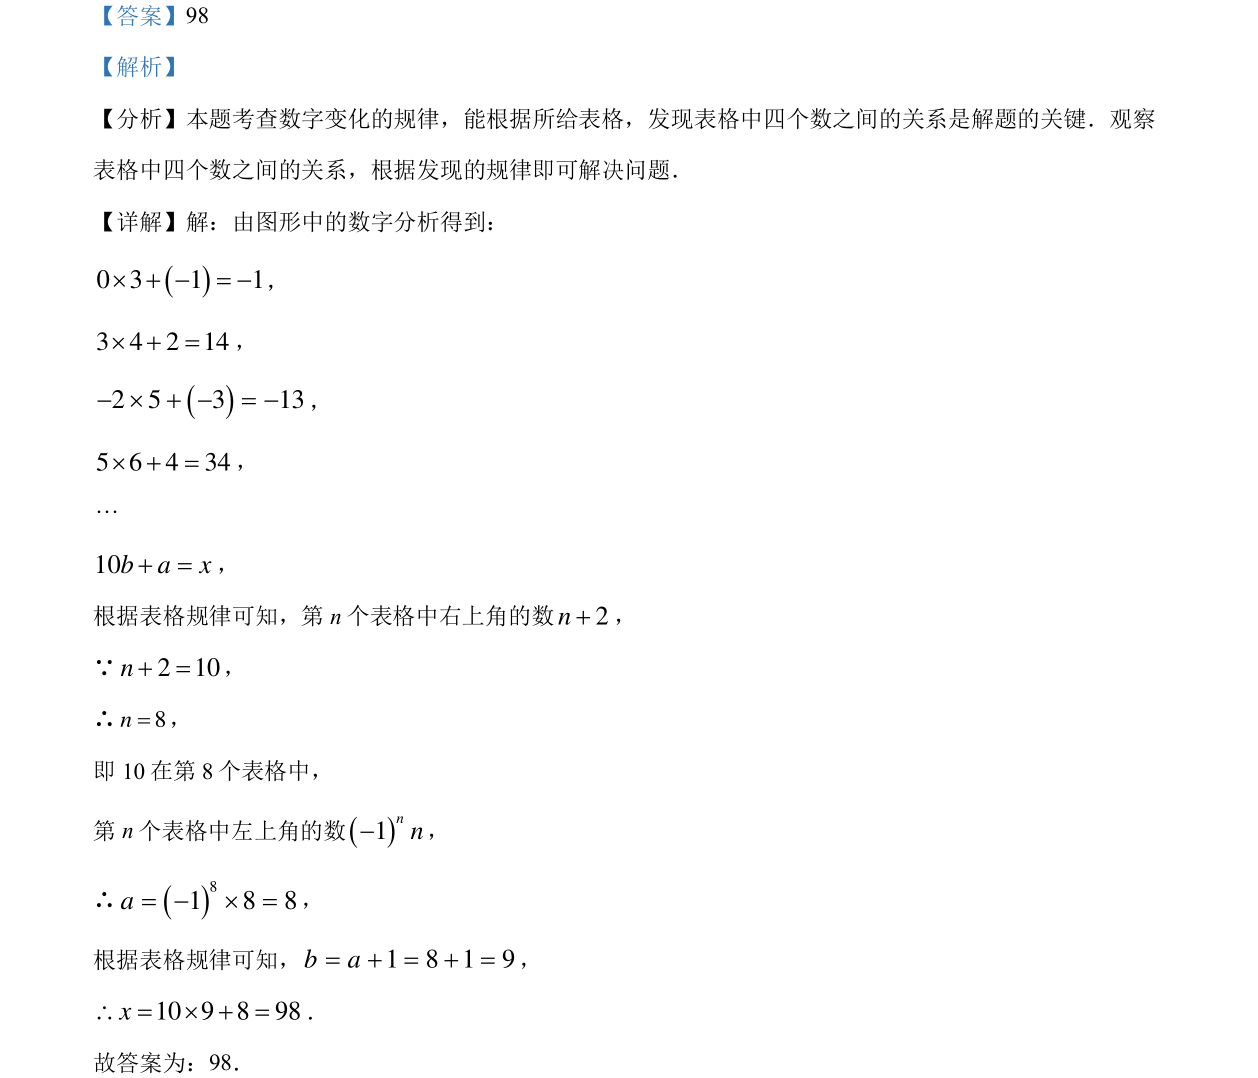 【答案】98
【解析】
【分析】本题考查数字变化的规律，能根据所给表格，发现表格中四个数之间的关系是解题的关键．观察
表格中四个数之间的关系，根据发现的规律即可解决问题．
【详解】解：由图形中的数字分析得到：
0×3+(−1)=−1，
3×4+2=14，
−2×5+(−3)=−13，
5×6+4=34，
…
10b+a=x，
根据表格规律可知，第 n 个表格中右上角的数n+2，
∵n+2=10，
∴n=8，
即 10 在第 8 个表格中，
第 n 个表格中左上角的数(−1)ⁿn，
∴a=(−1)⁸×8=8，
根据表格规律可知，b=a+1=8+1=9，
∴x=10×9+8=98．
故答案为：98．